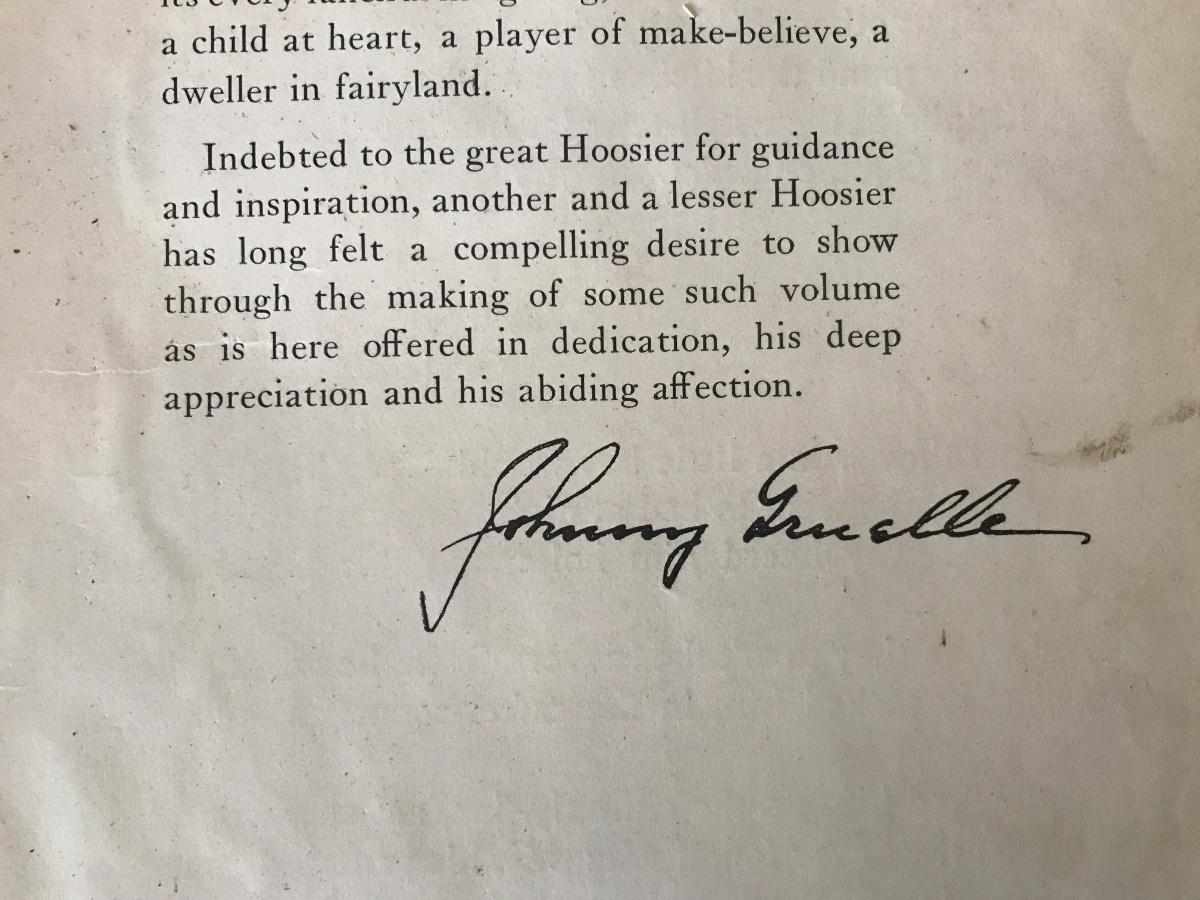 its every
a child at heart, a player of make-believe, a
dweller in fairyland.
Indebted to the great Hoosier for guidance
and inspiration, another and a lesser Hoosier
has long felt a compelling desire to show
through the making of some such volume
as is here offered in dedication, his deep
appreciation and his abiding affection.
Johnny Gruelle